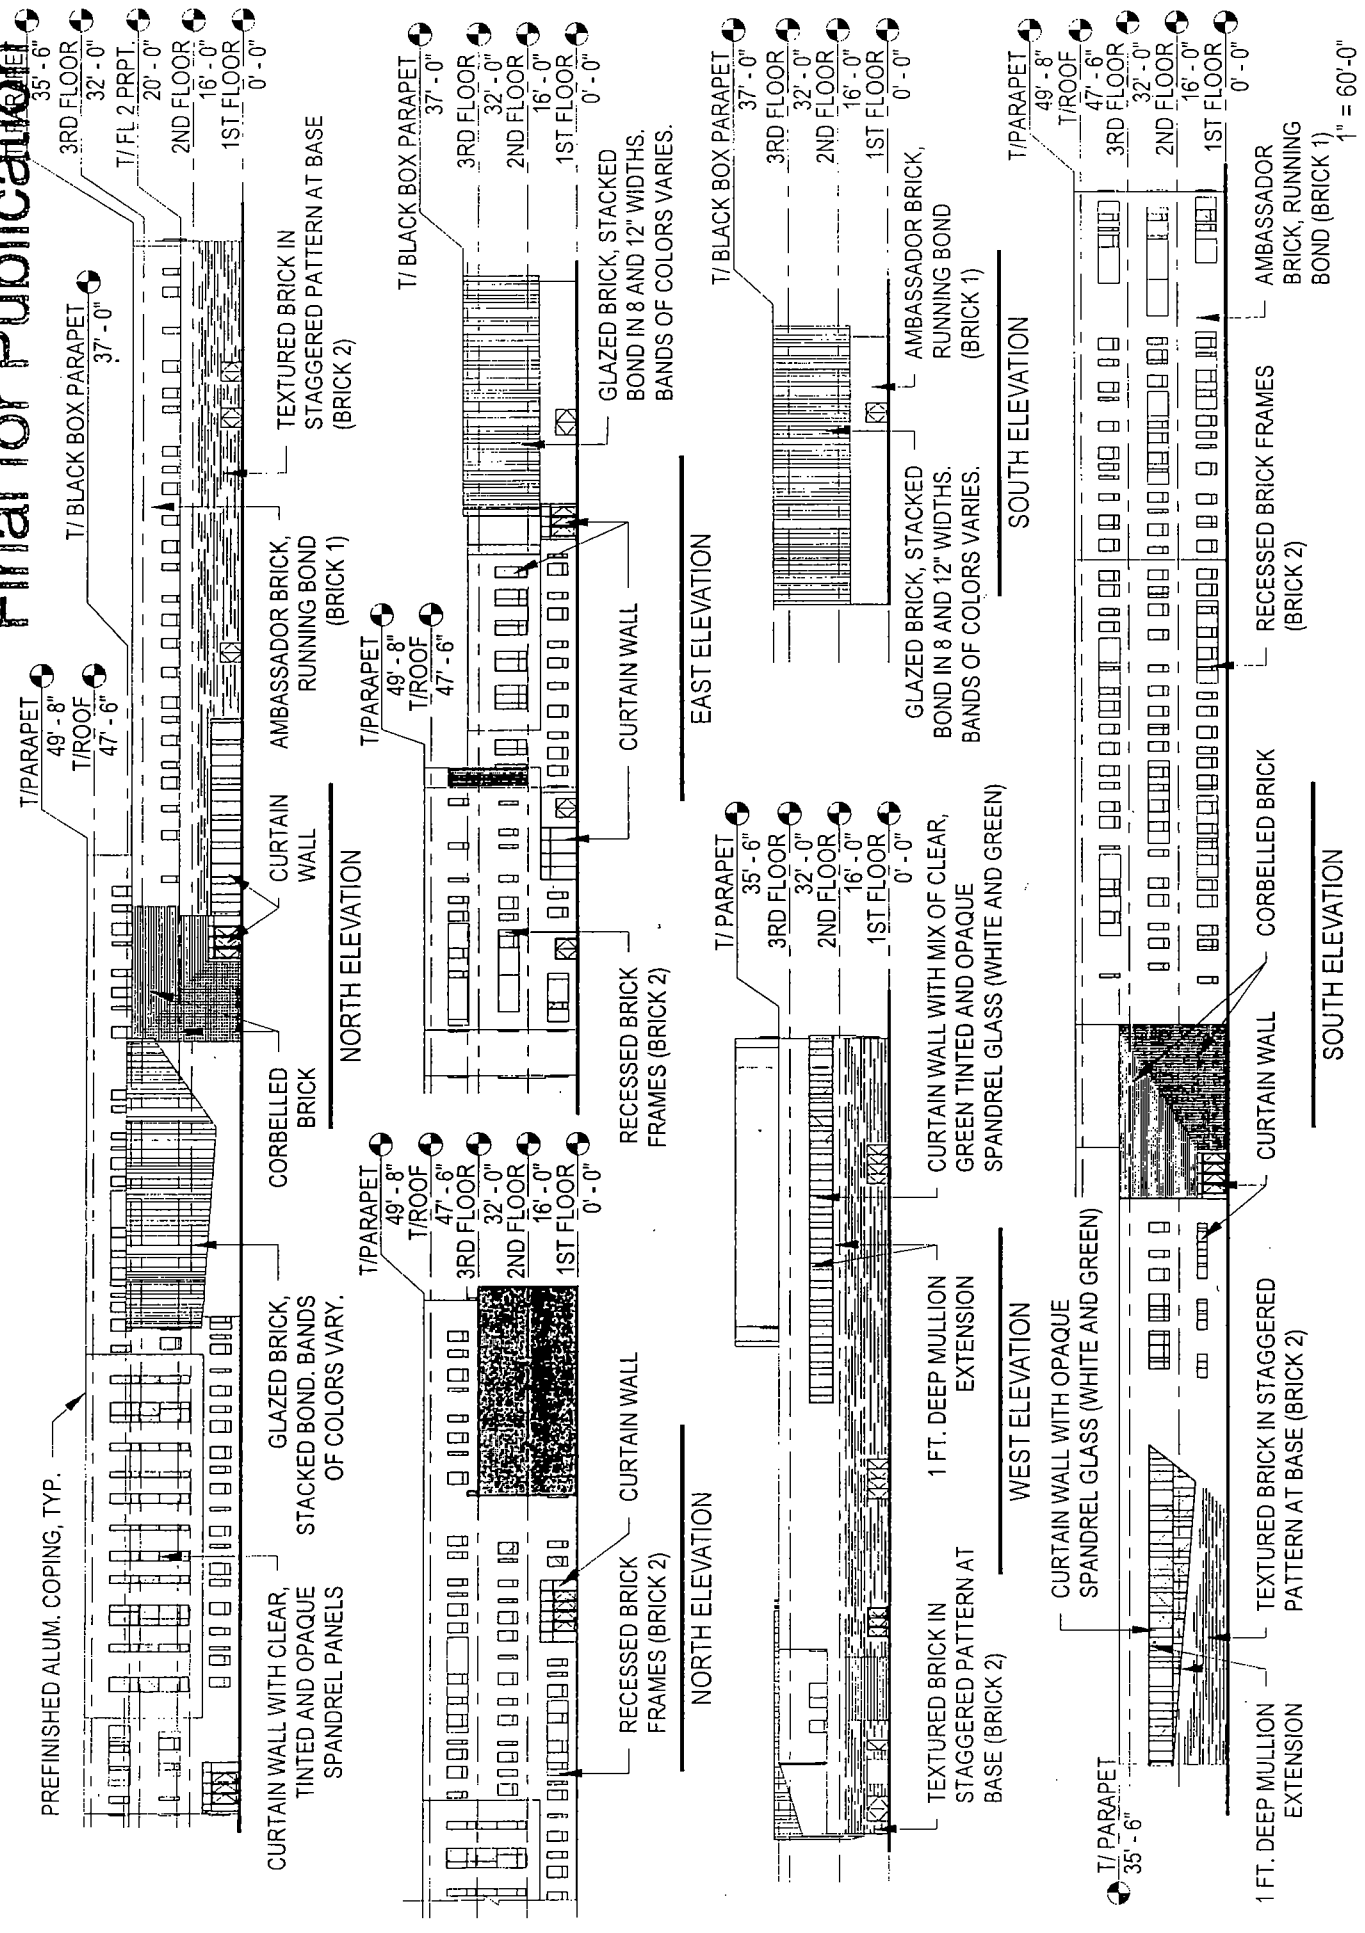 Final for Publication
T/PARAPET
49' - 8"
T/ROOF
47' - 6"
T/ BLACK BOX PARAPET
37' - 0"
35' - 6"
3RD FLOOR
32' - 0"
T/ FL 2 PRPT.
20' - 0"
2ND FLOOR
16' - 0"
1ST FLOOR
0' - 0"
PREFINISHED ALUM. COPING, TYP.
CURTAIN WALL WITH CLEAR,
TINTED AND OPAQUE
SPANDREL PANELS
GLAZED BRICK,
STACKED BOND. BANDS
OF COLORS VARY.
CORBELLED
BRICK
CURTAIN
WALL
AMBASSADOR BRICK,
RUNNING BOND
(BRICK 1)
TEXTURED BRICK IN
STAGGERED PATTERN AT BASE
(BRICK 2)
NORTH ELEVATION
T/PARAPET
49' - 8"
T/ROOF
47' - 6"
3RD FLOOR
32' - 0"
2ND FLOOR
16' - 0"
1ST FLOOR
0' - 0"
RECESSED BRICK
FRAMES (BRICK 2)
CURTAIN WALL
NORTH ELEVATION
T/PARAPET
49' - 8"
T/ROOF
47' - 6"
T/ BLACK BOX PARAPET
37' - 0"
3RD FLOOR
32' - 0"
2ND FLOOR
16' - 0"
1ST FLOOR
0' - 0"
RECESSED BRICK
FRAMES (BRICK 2)
CURTAIN WALL
GLAZED BRICK, STACKED
BOND IN 8 AND 12" WIDTHS.
BANDS OF COLORS VARIES.
EAST ELEVATION
T/ PARAPET
35' - 6"
3RD FLOOR
32' - 0"
2ND FLOOR
16' - 0"
1ST FLOOR
0' - 0"
TEXTURED BRICK IN
STAGGERED PATTERN AT
BASE (BRICK 2)
1 FT. DEEP MULLION
EXTENSION
CURTAIN WALL WITH MIX OF CLEAR,
GREEN TINTED AND OPAQUE
SPANDREL GLASS (WHITE AND GREEN)
WEST ELEVATION
T/ BLACK BOX PARAPET
37' - 0"
3RD FLOOR
32' - 0"
2ND FLOOR
16' - 0"
1ST FLOOR
0' - 0"
GLAZED BRICK, STACKED
BOND IN 8 AND 12" WIDTHS.
BANDS OF COLORS VARIES.
AMBASSADOR BRICK,
RUNNING BOND
(BRICK 1)
SOUTH ELEVATION
T/ PARAPET
35' - 6"
CURTAIN WALL WITH OPAQUE
SPANDREL GLASS (WHITE AND GREEN)
T/PARAPET
49' - 8"
T/ROOF
47' - 6"
3RD FLOOR
32' - 0"
2ND FLOOR
16' - 0"
1ST FLOOR
0' - 0"
1 FT. DEEP MULLION
EXTENSION
TEXTURED BRICK IN STAGGERED
PATTERN AT BASE (BRICK 2)
CURTAIN WALL
CORBELLED BRICK
RECESSED BRICK FRAMES
(BRICK 2)
AMBASSADOR
BRICK, RUNNING
BOND (BRICK 1)
SOUTH ELEVATION
1" = 60'-0"